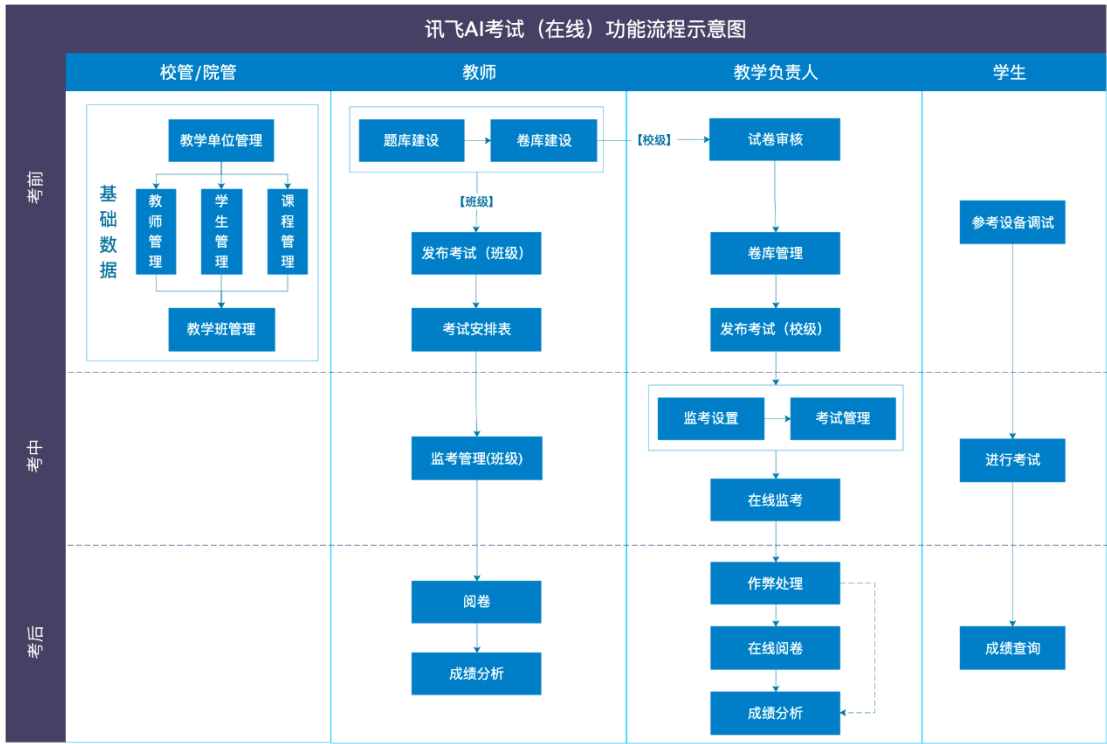 讯飞AI考试（在线）功能流程示意图
校管/院管
教师
教学负责人
学生
考前
基础数据
教学单位管理
教师管理
学生管理
课程管理
教学班管理
题库建设
卷库建设
【校级】
【班级】
发布考试（班级）
考试安排表
试卷审核
卷库管理
发布考试（校级）
参考设备调试
考中
监考管理(班级)
监考设置
考试管理
在线监考
进行考试
考后
阅卷
成绩分析
作弊处理
在线阅卷
成绩分析
成绩查询